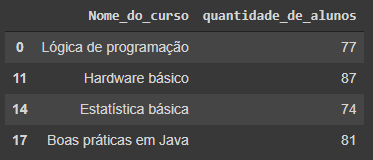 Nome_do_curso quantidade_de_alunos
0 Lógica de programação 77
11 Hardware básico 87
14 Estatística básica 74
17 Boas práticas em Java 81